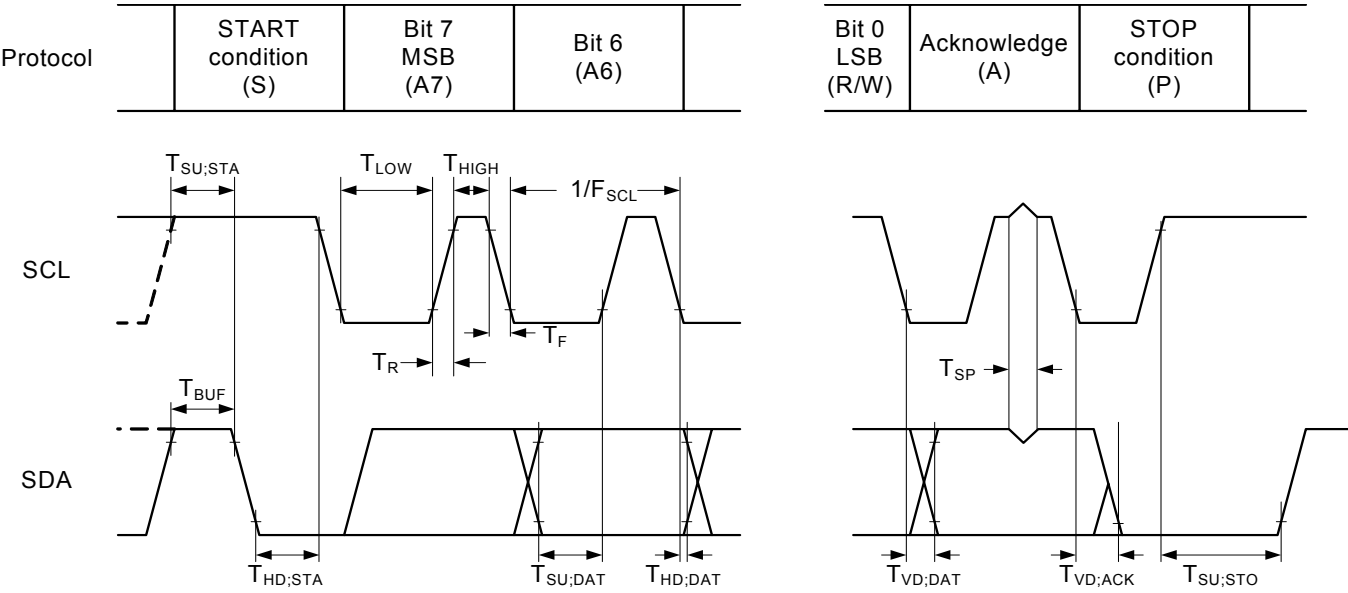 Protocol
START
condition
(S)
Bit 7
MSB
(A7)
Bit 6
(A6)
Bit 0
LSB
(R/W)
Acknowledge
(A)
STOP
condition
(P)
TSU;STA
TLOW
THIGH
1/FSCL
SCL
TF
TR
TSP
TBUF
SDA
THD;STA
TSU;DAT
THD;DAT
TVD;DAT
TVD;ACK
TSU;STO